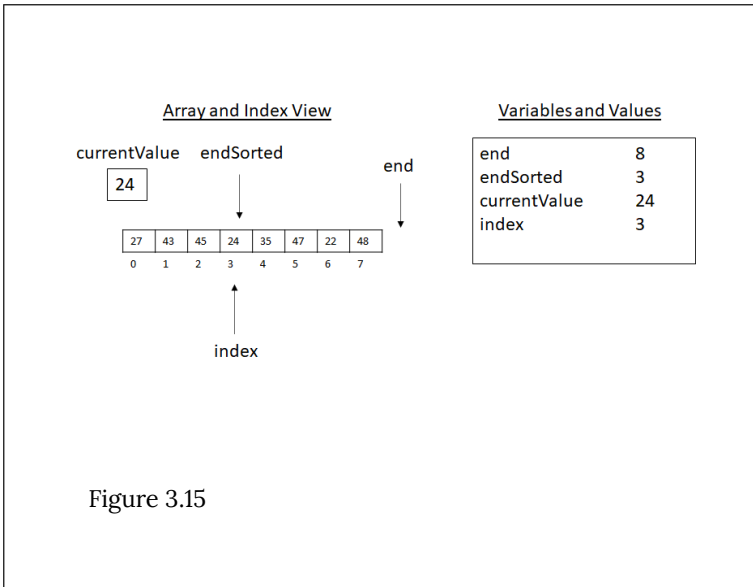 Array and Index View
Variables and Values
currentValue endSorted
end
24
27 43 45 24 35 47 22 48
0 1 2 3 4 5 6 7
index
end 8
endSorted 3
currentValue 24
index 3
Figure 3.15